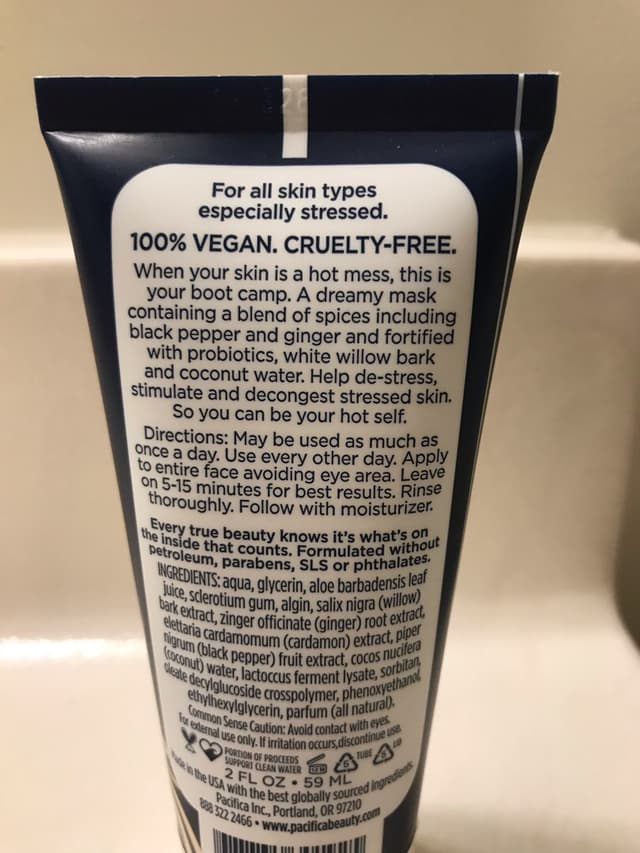 For all skin types
especially stressed.
100% VEGAN. CRUELTY-FREE.
When your skin is a hot mess, this is
your boot camp. A dreamy mask
containing a blend of spices including
black pepper and ginger and fortified
with probiotics, white willow bark
and coconut water. Help de-stress,
stimulate and decongest stressed skin.
So you can be your hot self.
Directions: May be used as much as
once a day. Use every other day. Apply
to entire face avoiding eye area. Leave
on 5-15 minutes for best results. Rinse
thoroughly. Follow with moisturizer.
Every true beauty knows it's what's on
the inside that counts. Formulated without
petroleum, parabens, SLS or phthalates.
INGREDIENTS: aqua, glycerin, aloe barbadensis leaf
juice, sclerotium gum, algin, salix nigra (willow)
bark extract, zinger officinate (ginger) root extract,
elettaria cardamomum (cardamon) extract, piper
nigrum (black pepper) fruit extract, cocos nucifera
(coconut) water, lactoccus ferment lysate, sorbitan
oleate decylglucoside crosspolymer, phenoxyethanol,
ethylhexylglycerin, parfum (all natural).
Common Sense Caution: Avoid contact with eyes.
For external use only. If irritation occurs, discontinue use.
PORTION OF PROCEEDS
SUPPORT CLEAN WATER
TUBE
5
LID
2 FL OZ • 59 ML
made in the USA with the best globally sourced ingredients.
Pacifica Inc., Portland, OR 97210
888 322 2466 • www.pacificabeauty.com